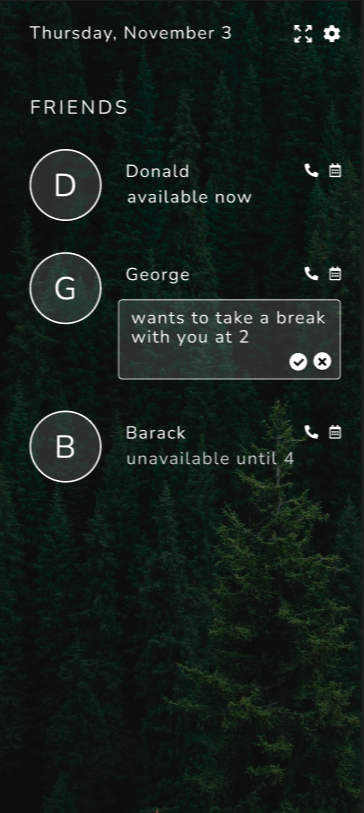 Thursday, November 3
FRIENDS
D
Donald
available now
G
George
wants to take a break
with you at 2
B
Barack
unavailable until 4